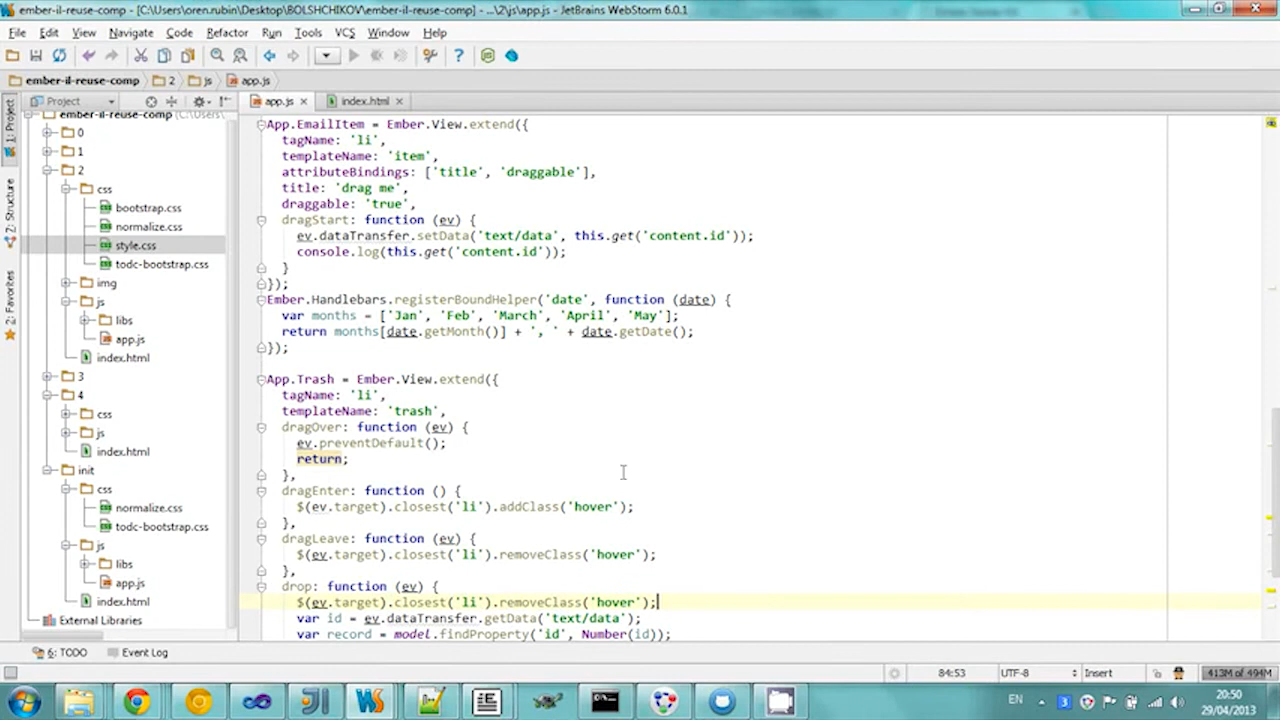 ember-il-reuse-comp - [C:\Users\oren.rubin\Desktop\BOLSHCHIKOV\ember-il-reuse-comp] - ...\2\js\app.js - JetBrains WebStorm 6.0.1
File Edit View Navigate Code Refactor Run Tools VCS Window Help
ember-il-reuse-comp 2 js app.js
Project app.js index.html
1: Project
Z: Structure
2: Favorites
ember-il-reuse-comp (C:\Users\
0
1
2
css
bootstrap.css
normalize.css
style.css
todc-bootstrap.css
img
js
libs
app.js
index.html
3
4
css
js
index.html
init
css
normalize.css
todc-bootstrap.css
js
libs
app.js
index.html
External Libraries
App.EmailItem = Ember.View.extend({
tagName: 'li',
templateName: 'item',
attributeBindings: ['title', 'draggable'],
title: 'drag me',
draggable: 'true',
dragStart: function (ev) {
ev.dataTransfer.setData('text/data', this.get('content.id'));
console.log(this.get('content.id'));
}
});
Ember.Handlebars.registerBoundHelper('date', function (date) {
var months = ['Jan', 'Feb', 'March', 'April', 'May'];
return months[date.getMonth()] + ', ' + date.getDate();
});
App.Trash = Ember.View.extend({
tagName: 'li',
templateName: 'trash',
dragOver: function (ev) {
ev.preventDefault();
return;
},
dragEnter: function () {
$(ev.target).closest('li').addClass('hover');
},
dragLeave: function (ev) {
$(ev.target).closest('li').removeClass('hover');
},
drop: function (ev) {
$(ev.target).closest('li').removeClass('hover');
var id = ev.dataTransfer.getData('text/data');
var record = model.findProperty('id', Number(id));
6: TODO Event Log
84:53 UTF-8 Insert 413M of 494M
EN 20:50
29/04/2013